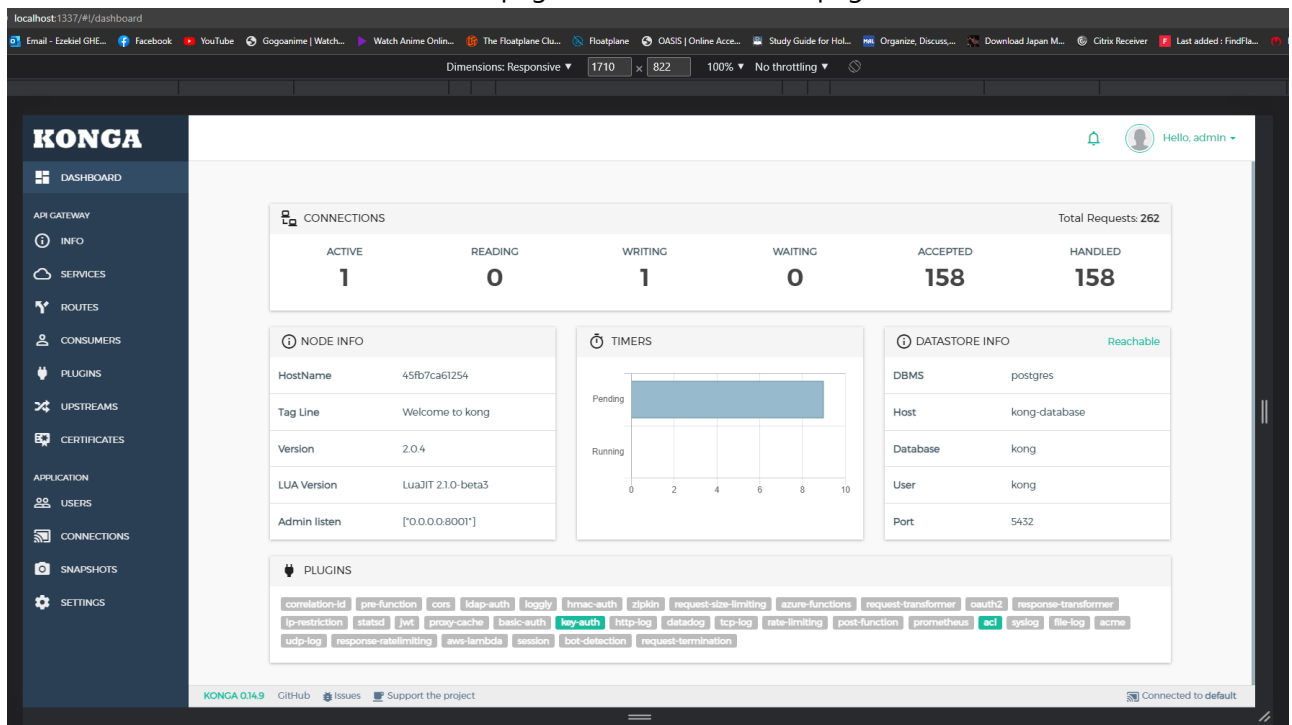 localhost:1337/#!/dashboard
Email - Ezekiel GHE... Facebook YouTube Gogoanime | Watch... Watch Anime Onlin... The Floatplane Clu... Floatplane OASIS | Online Acce... Study Guide for Hol... Organize, Discuss,... Download Japan M... Citrix Receiver Last added : FindFla...
Dimensions: Responsive 1710 x 822 100% No throttling
KONGA
Hello, admin
DASHBOARD
API GATEWAY
INFO
SERVICES
ROUTES
CONSUMERS
PLUGINS
UPSTREAMS
CERTIFICATES
APPLICATION
USERS
CONNECTIONS
SNAPSHOTS
SETTINGS
CONNECTIONS Total Requests: 262
ACTIVE READING WRITING WAITING ACCEPTED HANDLED
1 0 1 0 158 158
NODE INFO
HostName 45fb7ca61254
Tag Line Welcome to kong
Version 2.0.4
LUA Version LuaJIT 2.1.0-beta3
Admin listen ["0.0.0.0:8001"]
TIMERS
Pending
Running
0 2 4 6 8 10
DATASTORE INFO Reachable
DBMS postgres
Host kong-database
Database kong
User kong
Port 5432
PLUGINS
correlation-id pre-function cors ldap-auth loggly hmac-auth zipkin request-size-limiting azure-functions request-transformer oauth2 response-transformer
ip-restriction statsd jwt proxy-cache basic-auth key-auth http-log datadog tcp-log rate-limiting post-function prometheus acl syslog file-log acme
udp-log response-ratelimiting aws-lambda session bot-detection request-termination
KONGA 0.14.9 GitHub Issues Support the project Connected to default